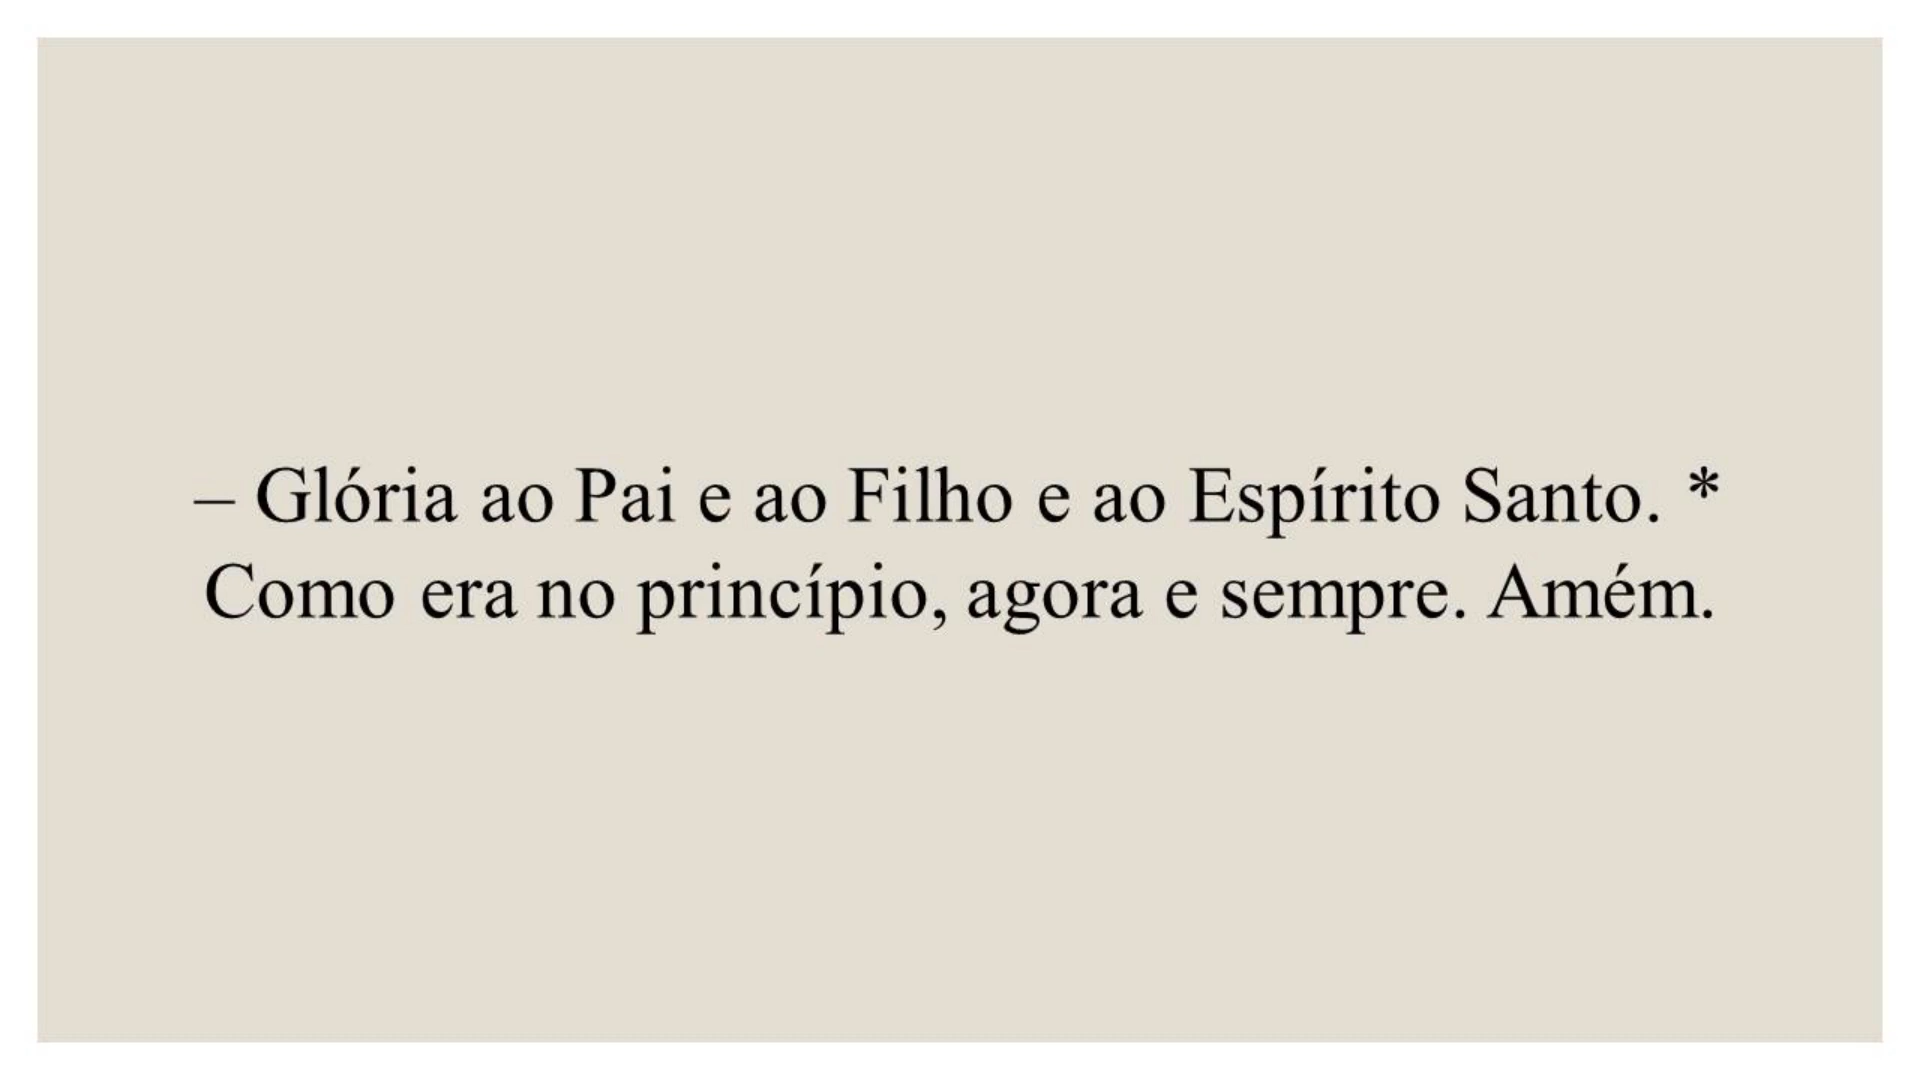 – Glória ao Pai e ao Filho e ao Espírito Santo. *
Como era no princípio, agora e sempre. Amém.